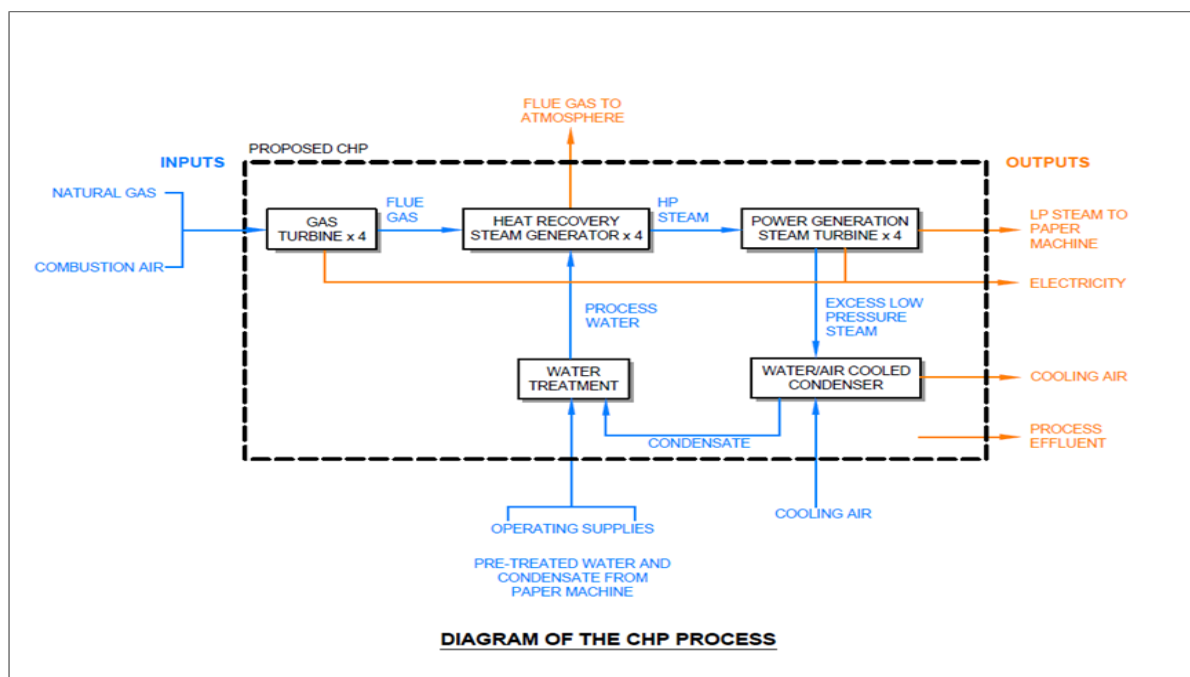 FLUE GAS TO
ATMOSPHERE
PROPOSED CHP
INPUTS
OUTPUTS
NATURAL GAS
COMBUSTION AIR
GAS
TURBINE x 4
FLUE
GAS
HEAT RECOVERY
STEAM GENERATOR x 4
HP
STEAM
POWER GENERATION
STEAM TURBINE x 4
LP STEAM TO
PAPER
MACHINE
ELECTRICITY
PROCESS
WATER
EXCESS LOW
PRESSURE
STEAM
WATER
TREATMENT
WATER/AIR COOLED
CONDENSER
COOLING AIR
CONDENSATE
PROCESS
EFFLUENT
OPERATING SUPPLIES
COOLING AIR
PRE-TREATED WATER AND
CONDENSATE FROM
PAPER MACHINE
DIAGRAM OF THE CHP PROCESS